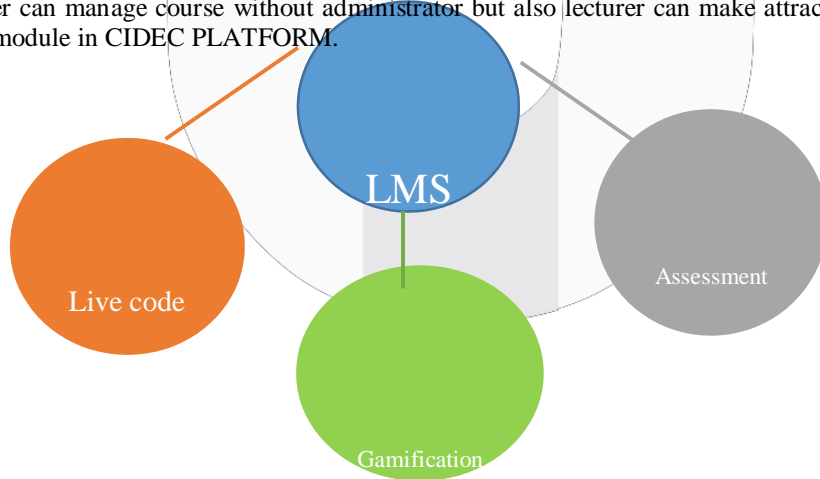 er can manage course without administrator but also lecturer can make attrac
module in CIDEC PLATFORM.
LMS
Live code
Assessment
Gamification